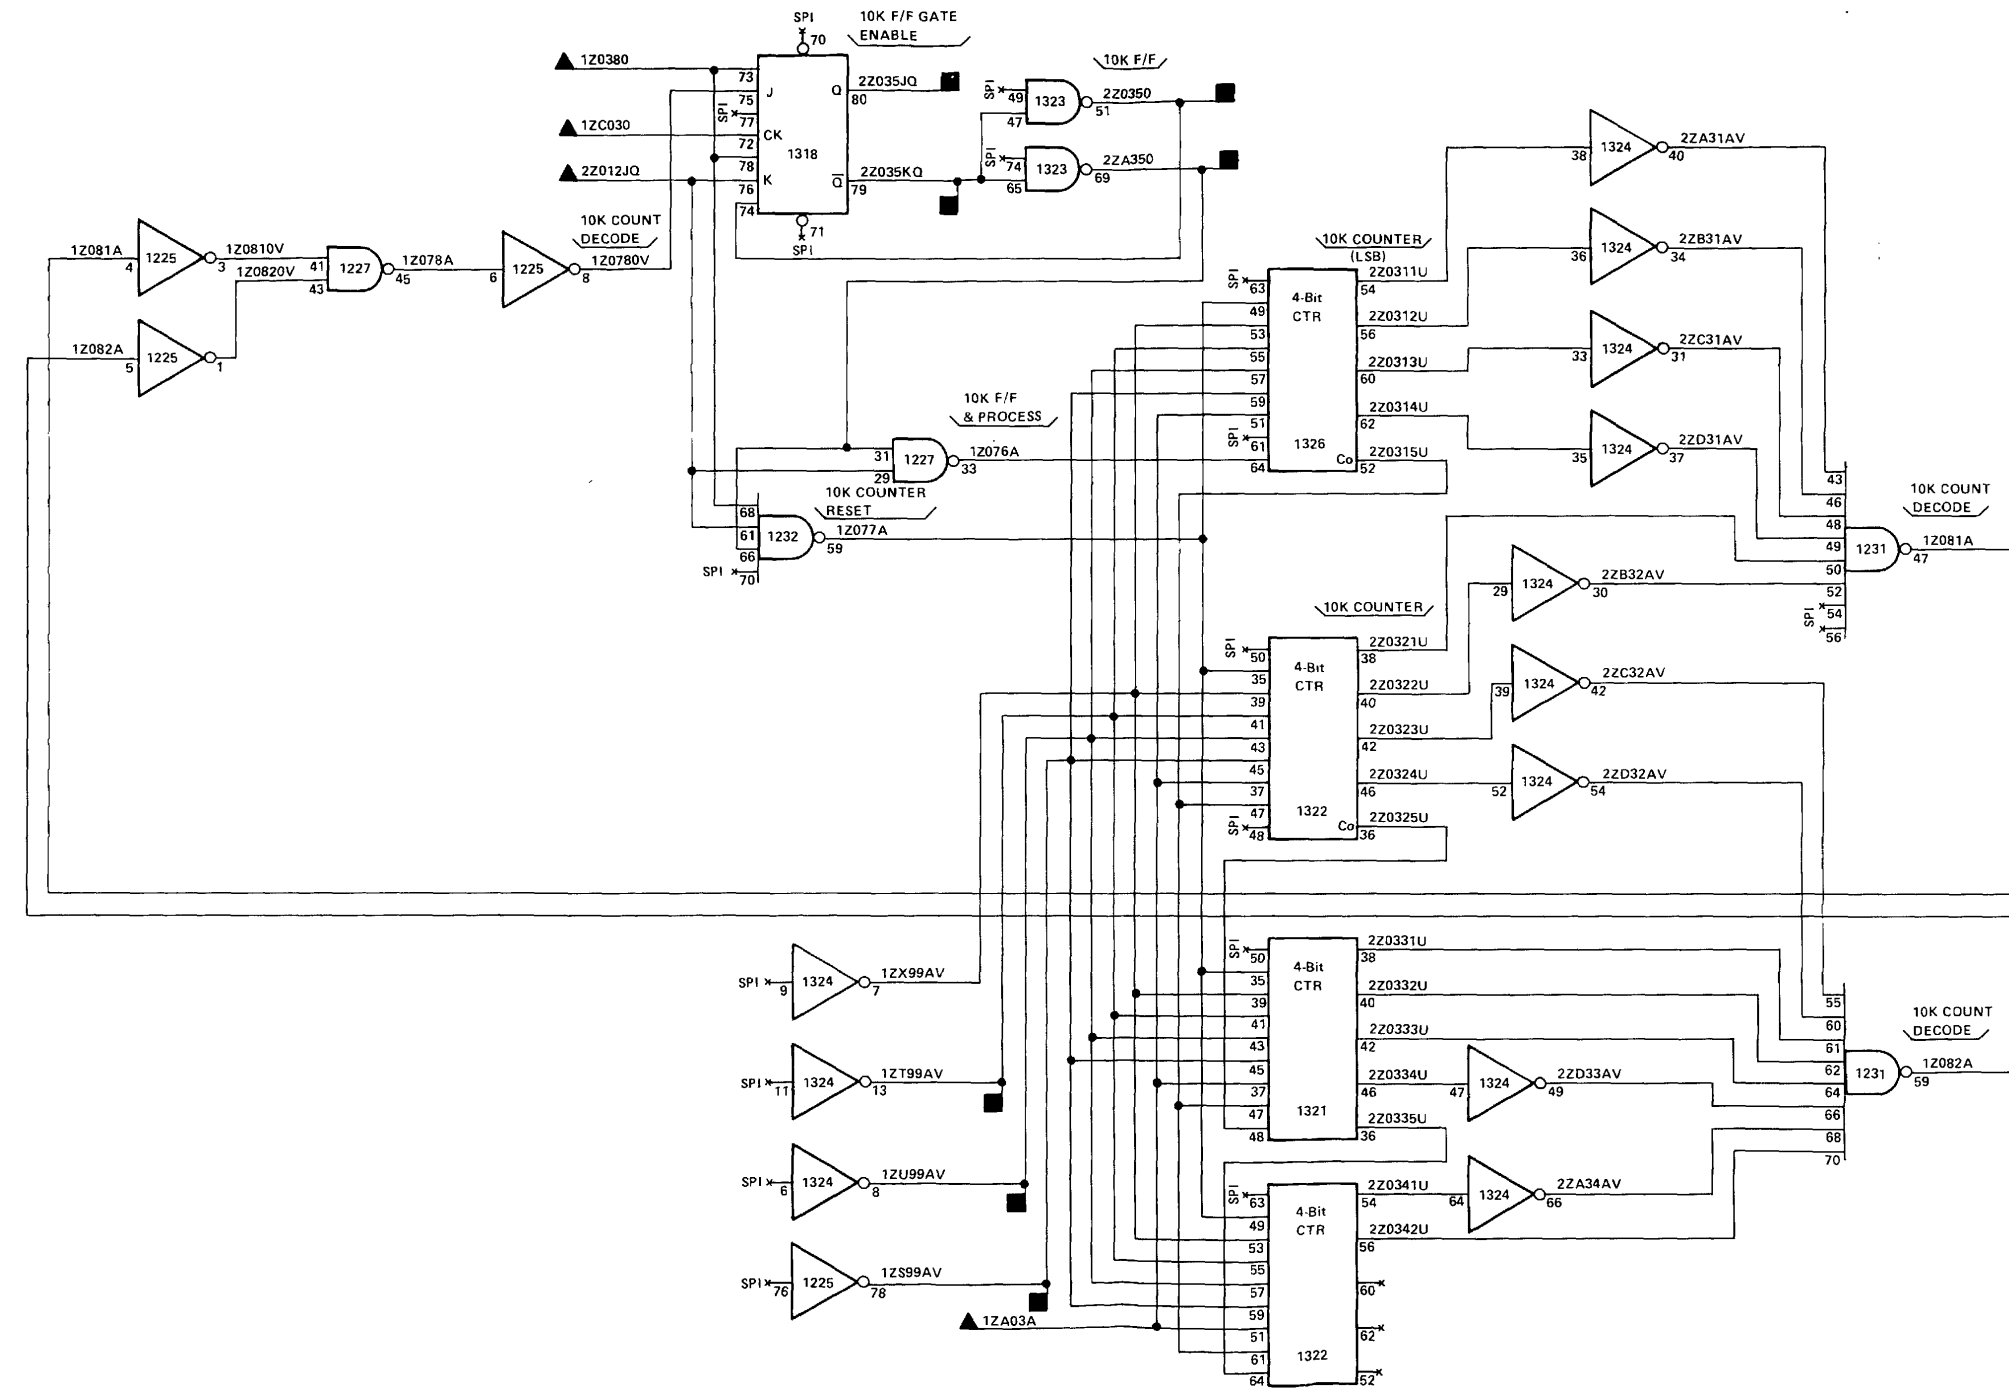 SPI
70
10K F/F GATE
ENABLE
1Z0380
73
J
75
SPI
77
1ZC030
CK
72
1318
78
2Z012JQ
K
76
74
71
SPI
Q
2Z035JQ
80
Q̅
2Z035KQ
79
10K F/F
SPI
49
47
1323
2Z0350
51
SPI
74
65
1323
2ZA350
69
1Z081A
4
1225
1Z0810V
3
1Z0820V
41
43
1227
1Z078A
45
6
1225
10K COUNT
DECODE
1Z0780V
8
1Z082A
5
1225
1
10K F/F
& PROCESS
31
29
1227
1Z076A
33
10K COUNTER
RESET
68
61
66
SPI
70
1232
1Z077A
59
10K COUNTER
(LSB)
SPI
63
49
53
55
57
59
51
SPI
61
64
4-Bit
CTR
1326
Co
2Z0311U
54
2Z0312U
56
2Z0313U
60
2Z0314U
62
2Z0315U
52
38
1324
2ZA31AV
40
36
1324
2ZB31AV
34
33
1324
2ZC31AV
31
35
1324
2ZD31AV
37
43
46
48
49
50
52
SPI
54
56
1231
10K COUNT
DECODE
1Z081A
47
10K COUNTER
SPI
50
35
39
41
43
45
37
47
SPI
48
4-Bit
CTR
1322
Co
2Z0321U
38
2Z0322U
40
2Z0323U
42
2Z0324U
46
2Z0325U
36
29
1324
2ZB32AV
30
39
1324
2ZC32AV
42
52
1324
2ZD32AV
54
SPI
9
1324
1ZX99AV
7
SPI
11
1324
1ZT99AV
13
SPI
6
1324
1ZU99AV
8
SPI
76
1225
1ZS99AV
78
1ZA03A
SPI
50
35
39
41
43
45
37
47
48
4-Bit
CTR
1321
2Z0331U
38
2Z0332U
40
2Z0333U
42
2Z0334U
46
2Z0335U
36
47
1324
2ZD33AV
49
55
60
61
62
64
66
68
70
1231
10K COUNT
DECODE
1Z082A
59
SPI
63
49
53
55
57
59
51
61
64
4-Bit
CTR
1322
2Z0341U
54
2Z0342U
56
60
62
52
64
1324
2ZA34AV
66